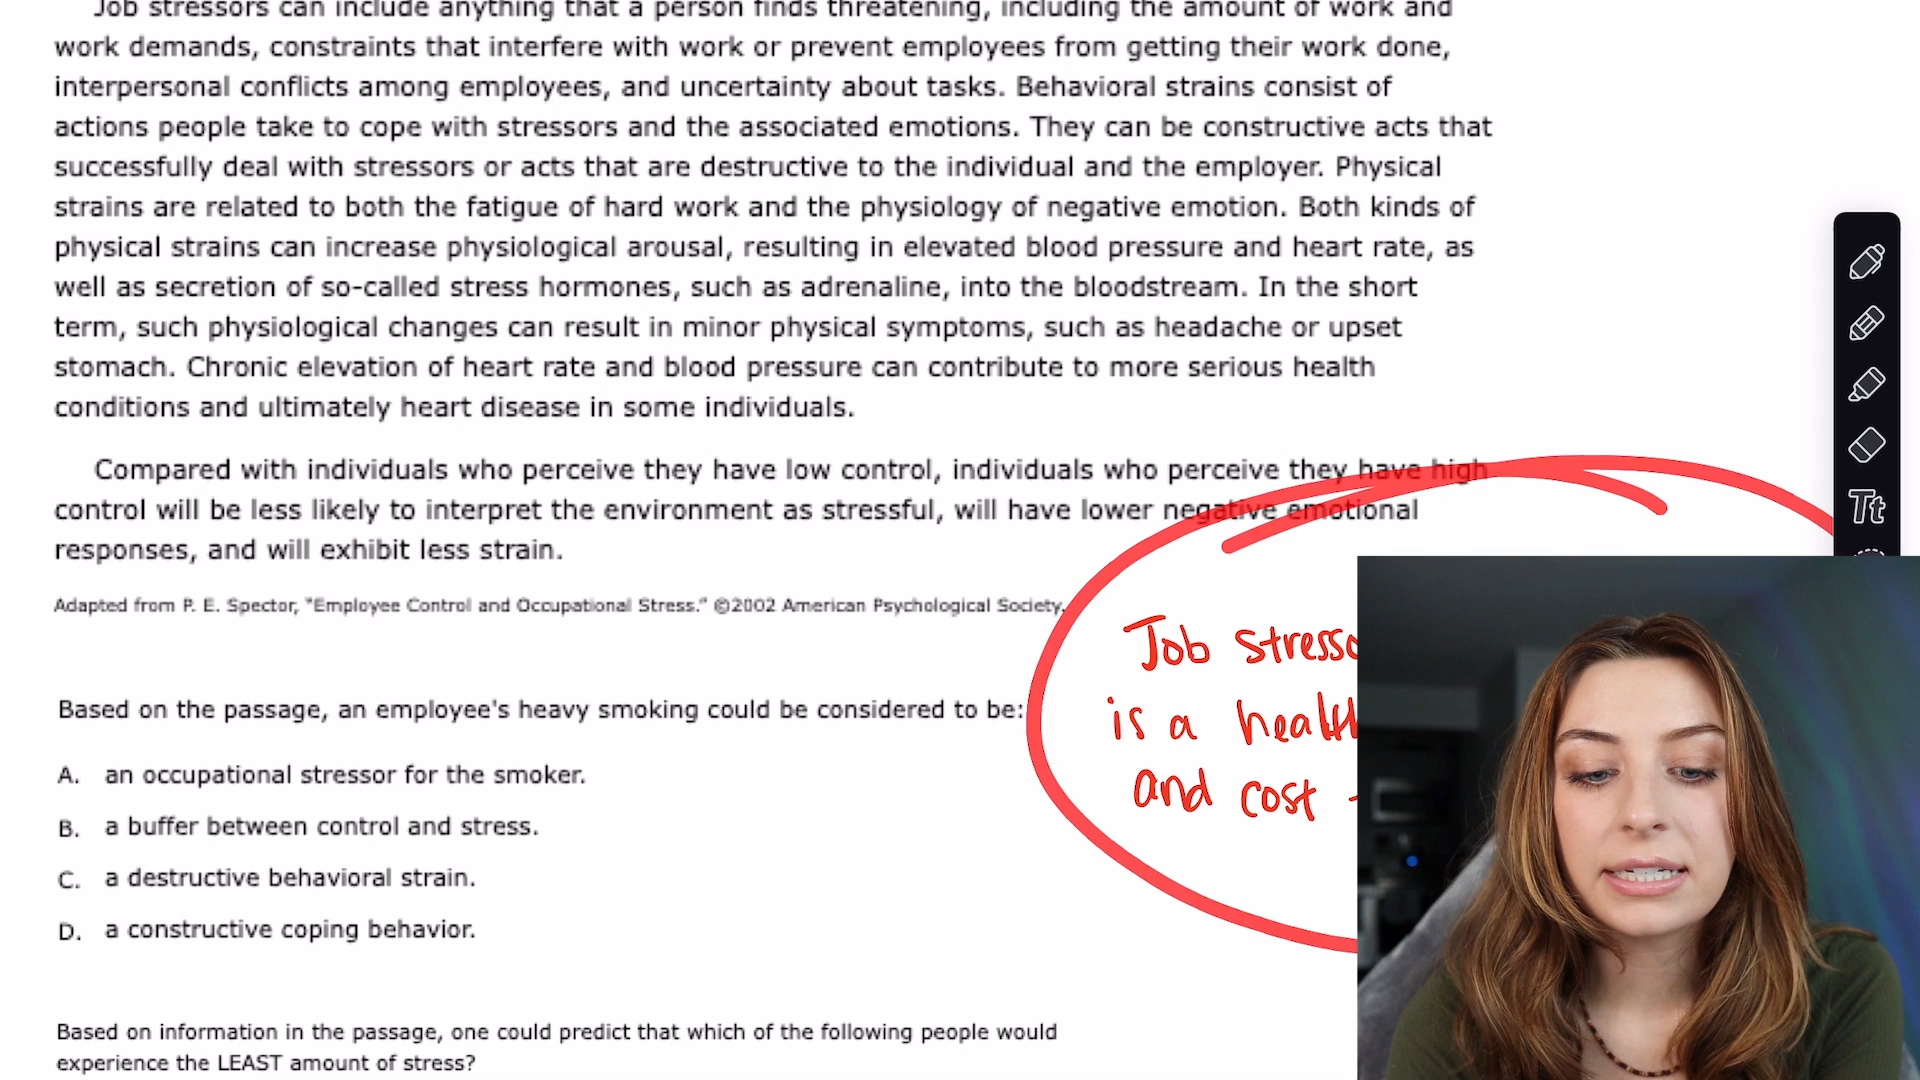 Job stressors can include anything that a person finds threatening, including the amount of work and
work demands, constraints that interfere with work or prevent employees from getting their work done,
interpersonal conflicts among employees, and uncertainty about tasks. Behavioral strains consist of
actions people take to cope with stressors and the associated emotions. They can be constructive acts that
successfully deal with stressors or acts that are destructive to the individual and the employer. Physical
strains are related to both the fatigue of hard work and the physiology of negative emotion. Both kinds of
physical strains can increase physiological arousal, resulting in elevated blood pressure and heart rate, as
well as secretion of so-called stress hormones, such as adrenaline, into the bloodstream. In the short
term, such physiological changes can result in minor physical symptoms, such as headache or upset
stomach. Chronic elevation of heart rate and blood pressure can contribute to more serious health
conditions and ultimately heart disease in some individuals.
Compared with individuals who perceive they have low control, individuals who perceive they have high
control will be less likely to interpret the environment as stressful, will have lower negative emotional
responses, and will exhibit less strain.
Adapted from P. E. Spector, "Employee Control and Occupational Stress." ©2002 American Psychological Society.
Job
is a
and cost
Based on the passage, an employee's heavy smoking could be considered to be:
A. an occupational stressor for the smoker.
B. a buffer between control and stress.
C. a destructive behavioral strain.
D. a constructive coping behavior.
Based on information in the passage, one could predict that which of the following people would
experience the LEAST amount of stress?
Tt